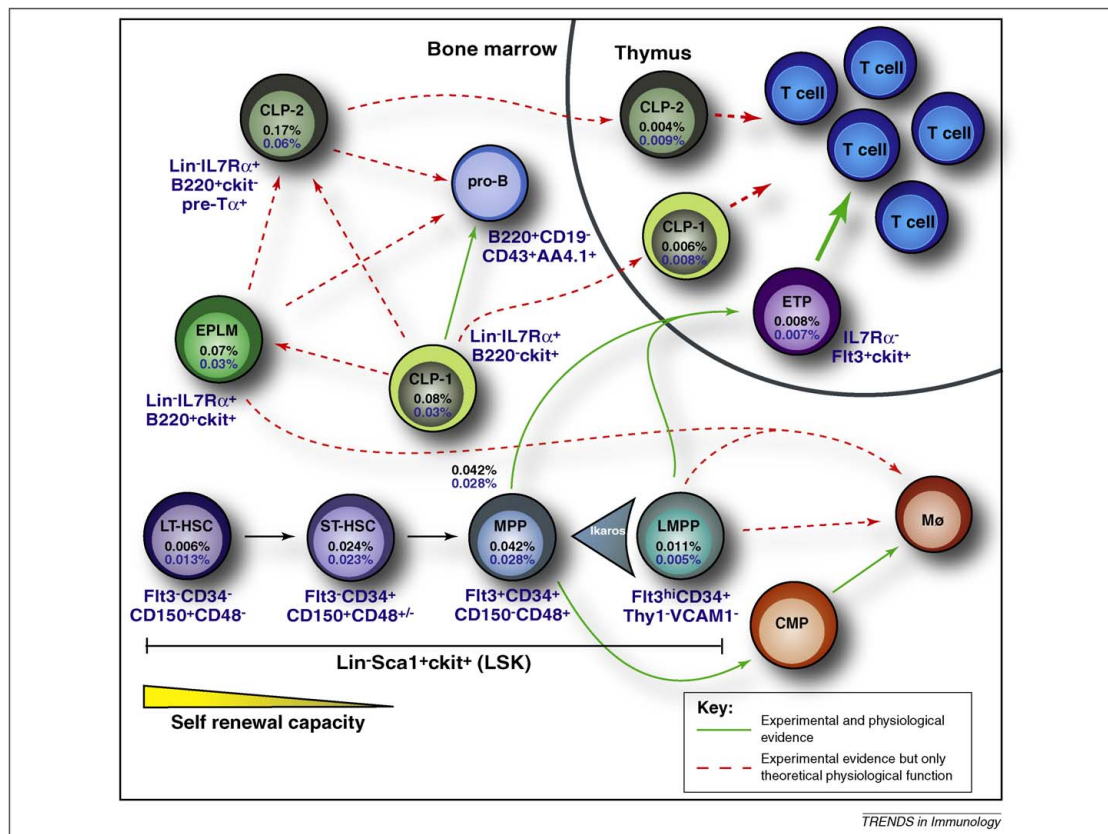 Bone marrow
Thymus
CLP-2
0.17%
0.06%
Lin-IL7Rα+
B220+ckit-
pre-Tα+
pro-B
B220+CD19-
CD43+AA4.1+
CLP-2
0.004%
0.009%
CLP-1
0.006%
0.008%
T cell
T cell
T cell
T cell
T cell
ETP
0.008%
0.007%
IL7Rα-
Flt3+ckit+
EPLM
0.07%
0.03%
Lin-IL7Rα+
B220+ckit+
CLP-1
0.08%
0.03%
Lin-IL7Rα+
B220-ckit+
0.042%
0.028%
LT-HSC
0.006%
0.013%
Flt3-CD34-
CD150+CD48-
ST-HSC
0.024%
0.023%
Flt3-CD34+
CD150+CD48+/-
MPP
0.042%
0.028%
Flt3+CD34+
CD150-CD48+
Ikaros
LMPP
0.011%
0.005%
Flt3hiCD34+
Thy1-VCAM1-
Mø
CMP
Lin-Sca1+ckit+ (LSK)
Self renewal capacity
Key:
Experimental and physiological
evidence
Experimental evidence but only
theoretical physiological function
TRENDS in Immunology